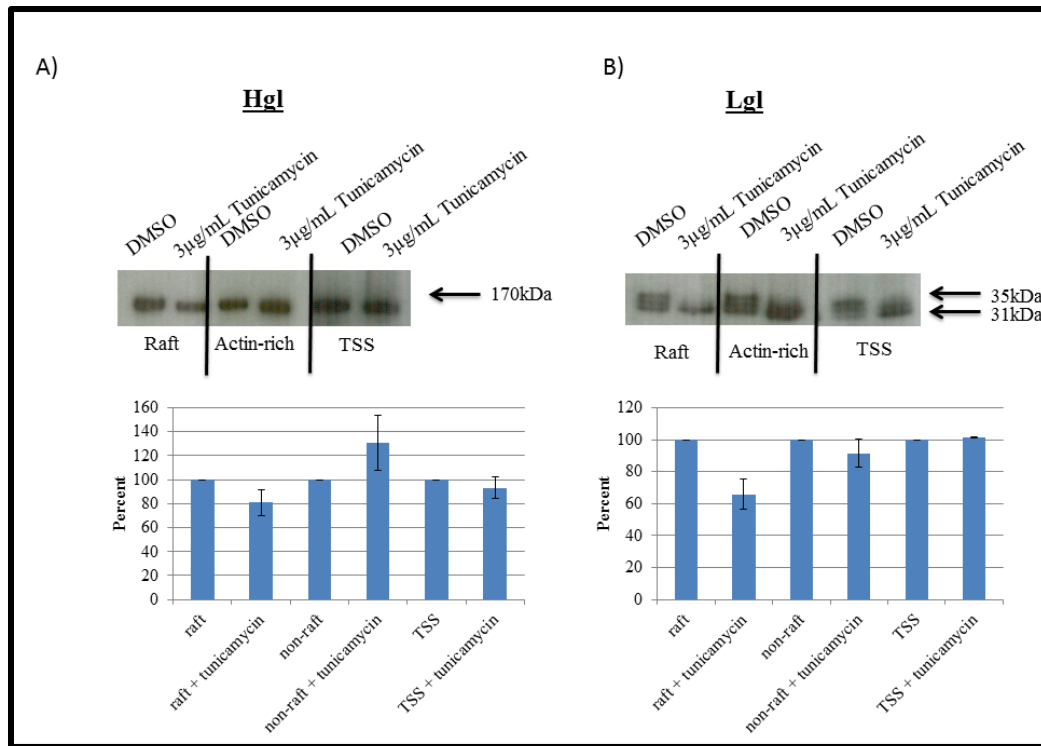 A)
Hgl
DMSO
3µg/mL Tunicamycin
DMSO
3µg/mL Tunicamycin
DMSO
3µg/mL Tunicamycin
170kDa
Raft
Actin-rich
TSS
160
140
120
100
80
60
40
20
0
Percent
raft
raft + tunicamycin
non-raft
non-raft + tunicamycin
TSS
TSS + tunicamycin
B)
Lgl
DMSO
3µg/mL Tunicamycin
DMSO
3µg/mL Tunicamycin
DMSO
3µg/mL Tunicamycin
35kDa
31kDa
Raft
Actin-rich
TSS
120
100
80
60
40
20
0
Percent
raft
raft + tunicamycin
non-raft
non-raft + tunicamycin
TSS
TSS + tunicamycin